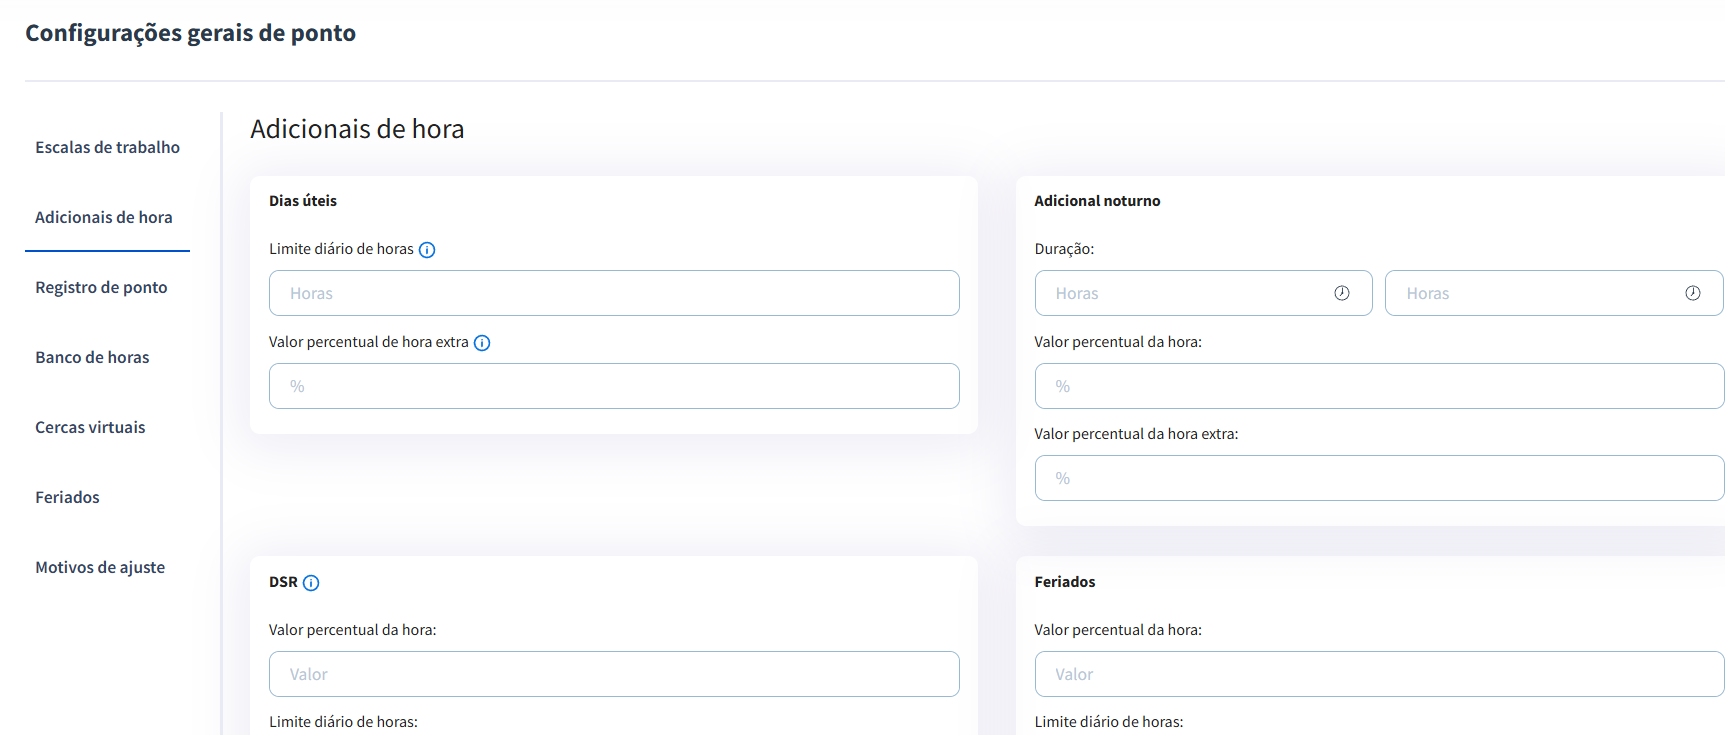 Configurações gerais de ponto
Escalas de trabalho
Adicionais de hora
Registro de ponto
Banco de horas
Cercas virtuais
Feriados
Motivos de ajuste
Adicionais de hora
Dias úteis
Limite diário de horas
Horas
Valor percentual de hora extra
%
Adicional noturno
Duração:
Horas Horas
Valor percentual da hora:
%
Valor percentual da hora extra:
%
DSR
Valor percentual da hora:
Valor
Limite diário de horas:
Feriados
Valor percentual da hora:
Valor
Limite diário de horas: